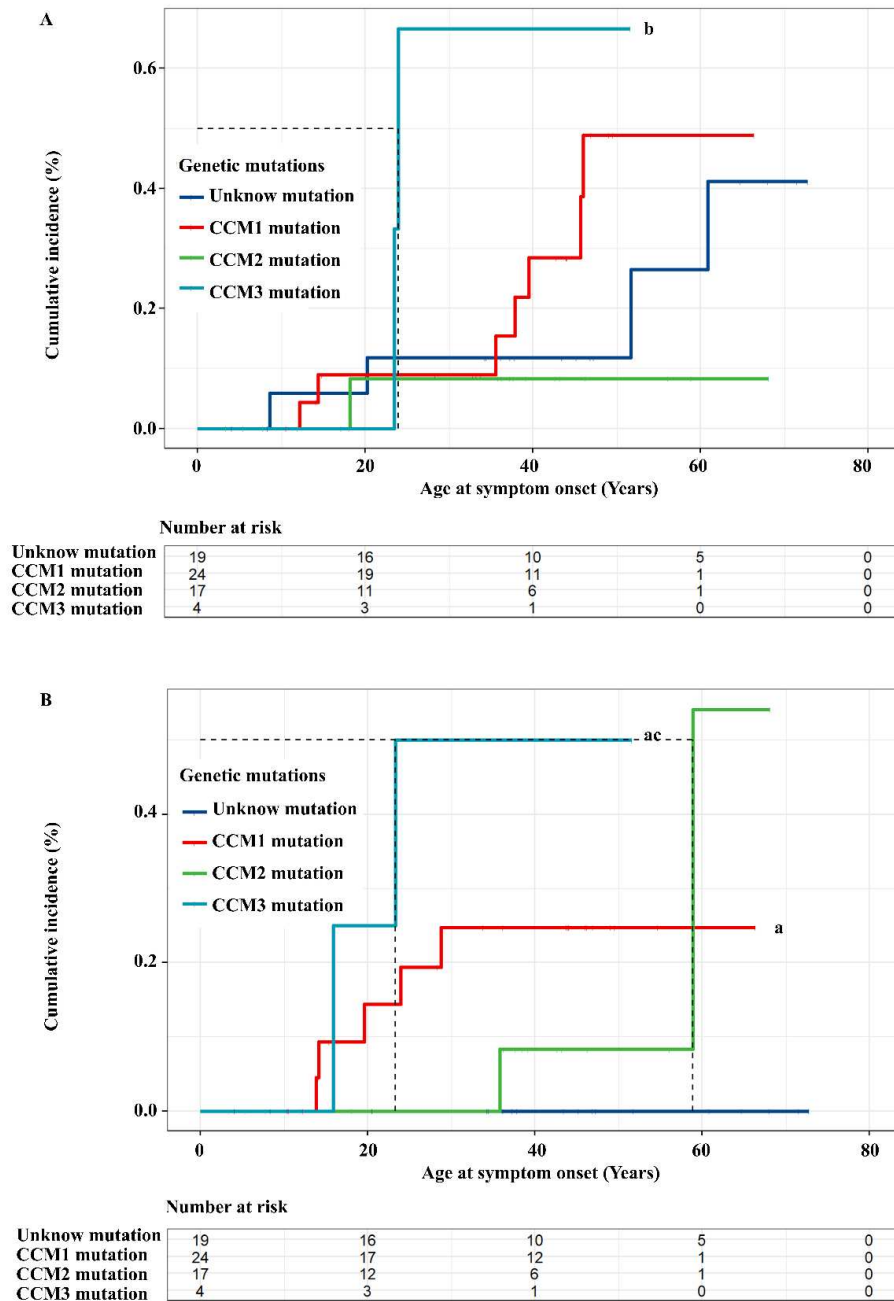 A
b
0.6
0.4
0.2
0.0
Cumulative incidence (%)
Genetic mutations
Unknow mutation
CCM1 mutation
CCM2 mutation
CCM3 mutation
0 20 40 60 80
Age at symptom onset (Years)
Number at risk
Unknow mutation 19 16 10 5 0
CCM1 mutation 24 19 11 1 0
CCM2 mutation 17 11 6 1 0
CCM3 mutation 4 3 1 0 0
B
ac
0.4
0.2
0.0
Cumulative incidence (%)
Genetic mutations
Unknow mutation
CCM1 mutation
CCM2 mutation
CCM3 mutation
a
0 20 40 60 80
Age at symptom onset (Years)
Number at risk
Unknow mutation 19 16 10 5 0
CCM1 mutation 24 17 12 1 0
CCM2 mutation 17 12 6 1 0
CCM3 mutation 4 3 1 0 0